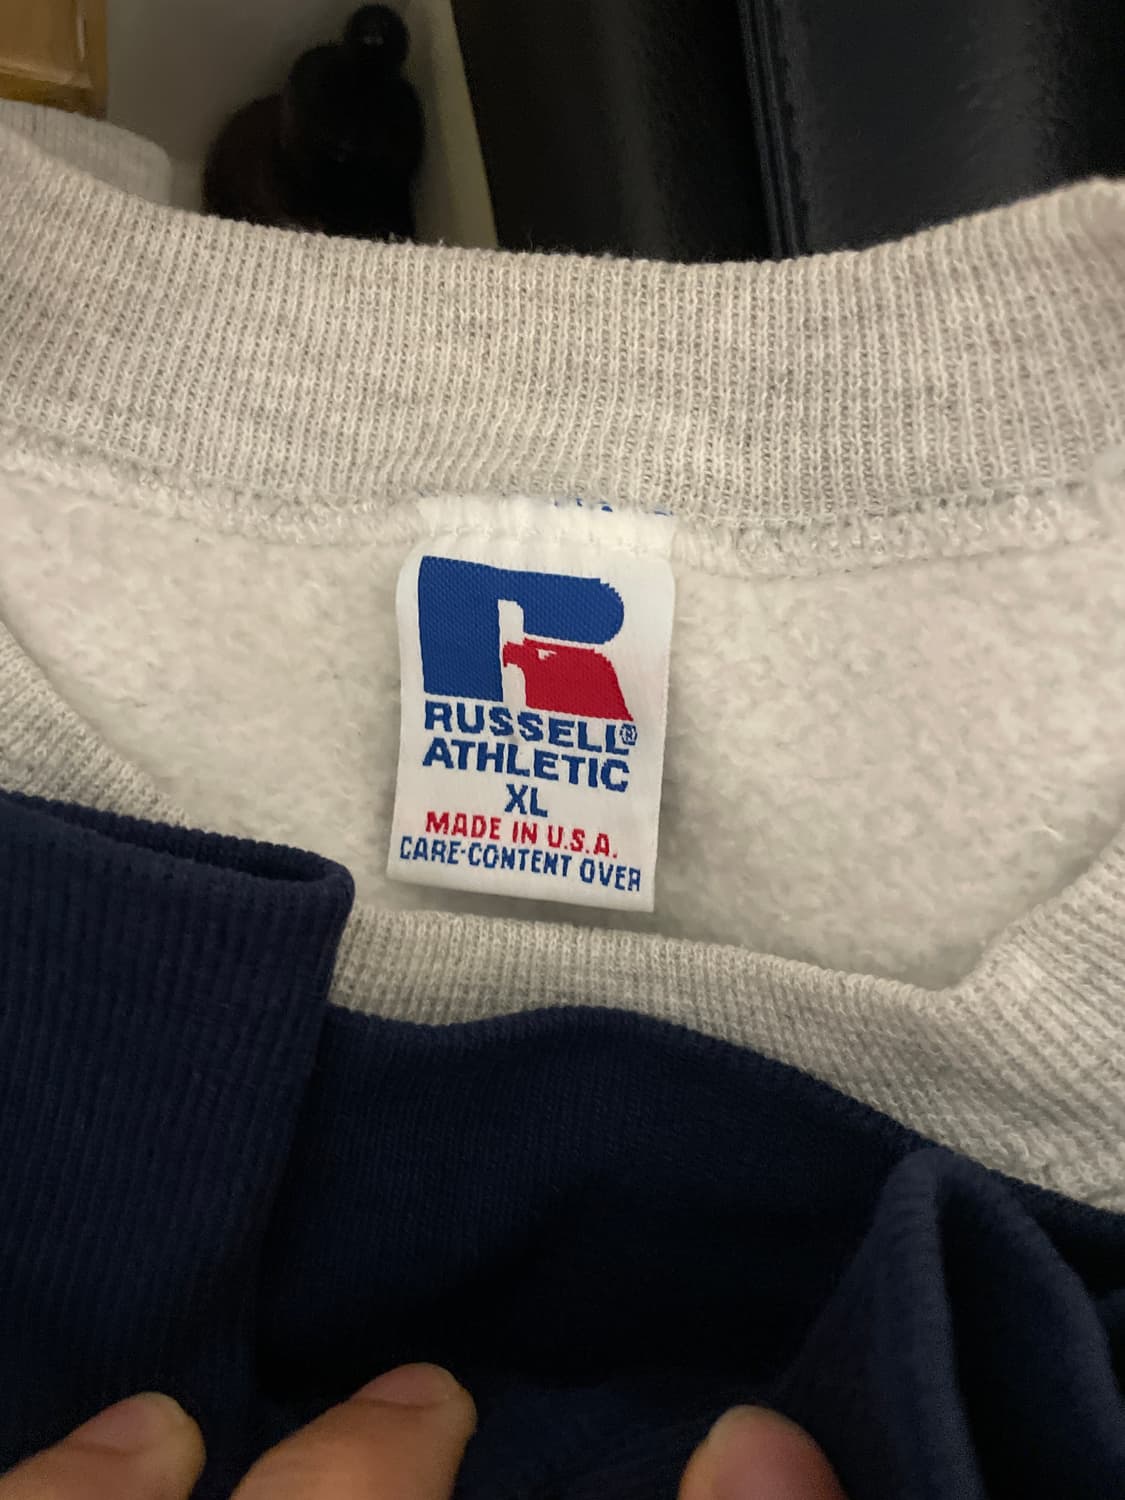 RUSSELL®
ATHLETIC
XL
MADE IN U.S.A.
CARE-CONTENT OVER